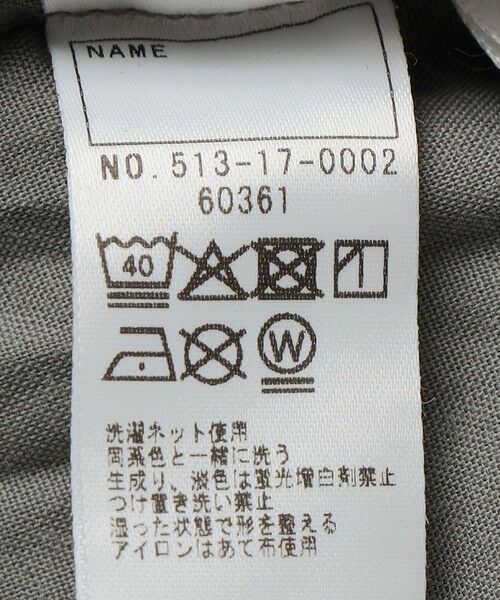 NAME
NO. 513-17-0002
60361
40
W
洗濯ネット使用
同系色と一緒に洗う
生成り、淡色は蛍光増白剤禁止
つけ置き洗い禁止
湿った状態で形を整える
アイロンはあて布使用